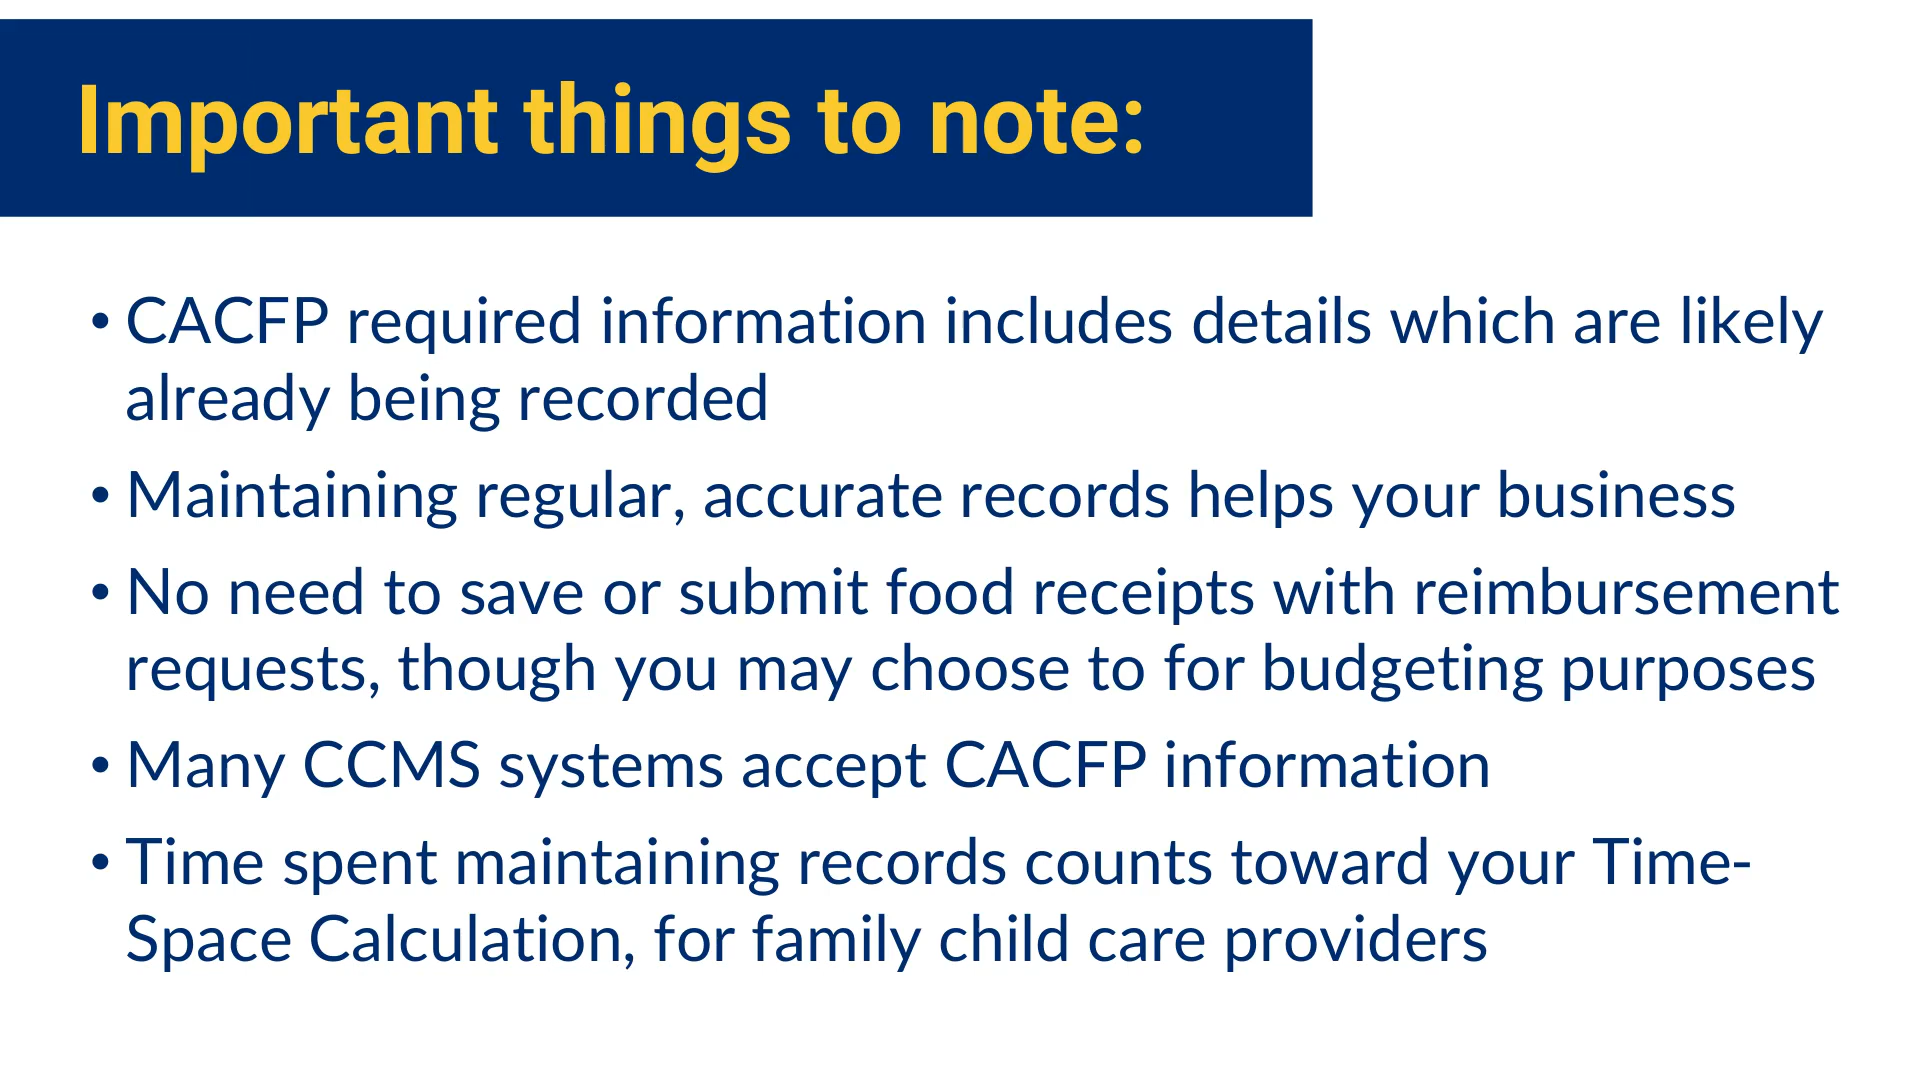 Important things to note:
• CACFP required information includes details which are likely
already being recorded
• Maintaining regular, accurate records helps your business
• No need to save or submit food receipts with reimbursement
requests, though you may choose to for budgeting purposes
• Many CCMS systems accept CACFP information
• Time spent maintaining records counts toward your Time-
Space Calculation, for family child care providers